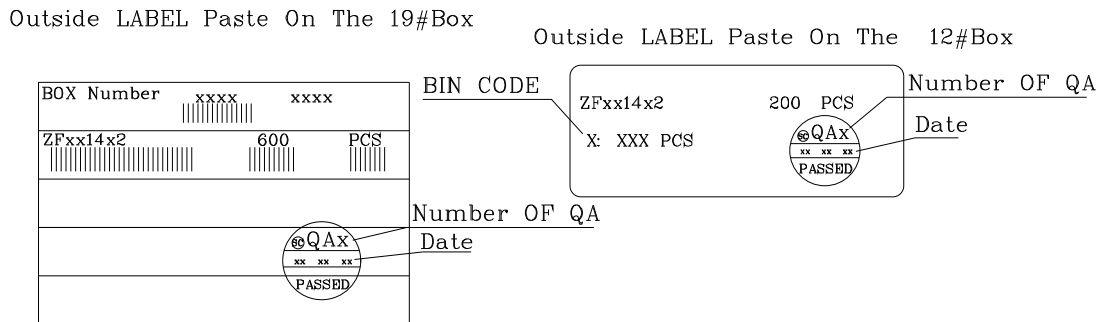 Outside LABEL Paste On The 19#Box
BOX Number xxxx xxxx
ZFxx14x2 600 PCS
SC QAx
xx xx xx
PASSED
Number OF QA
Date
Outside LABEL Paste On The 12#Box
BIN CODE
ZFxx14x2 200 PCS
X: XXX PCS
SC QAx
xx xx xx
PASSED
Number OF QA
Date